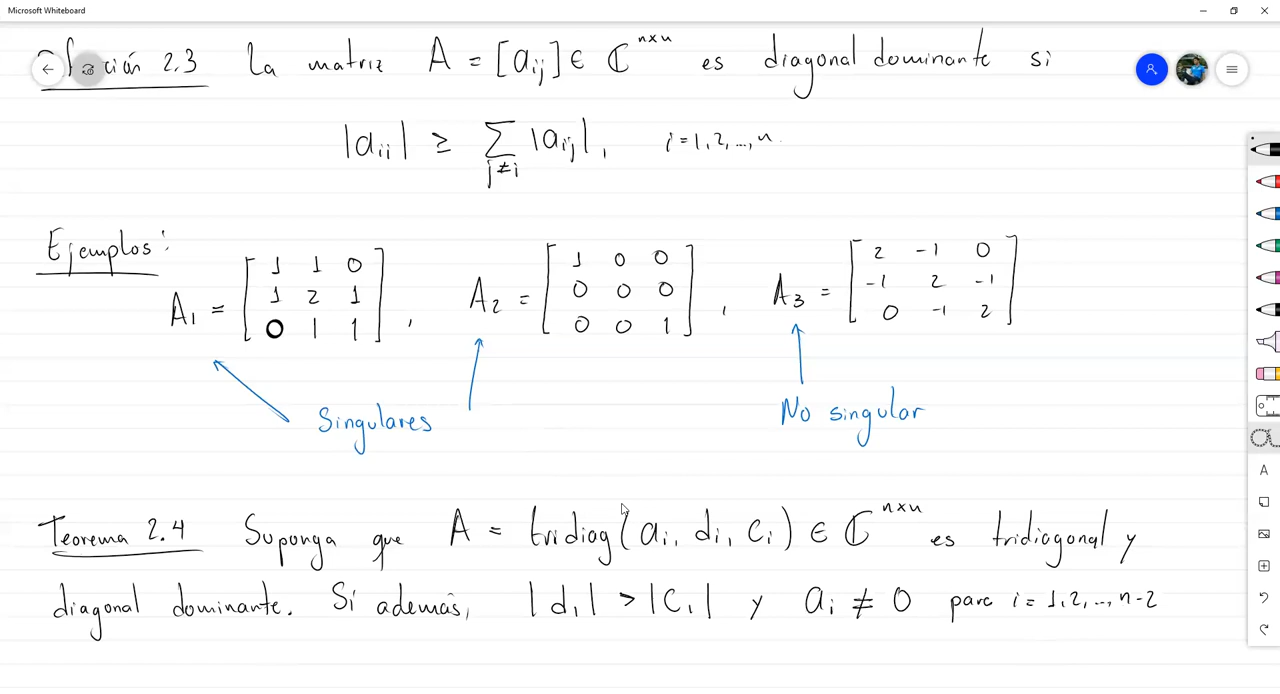 Microsoft Whiteboard
ción 2.3 La matriz A = [aij] ∈ ℂ^{n×n} es diagonal dominante si
|aii| ≥ ∑_{j≠i} |aij|, i = 1, 2, ..., n.
Ejemplos:
A1 = [1 1 0; 1 2 1; 0 1 1], A2 = [1 0 0; 0 0 0; 0 0 1], A3 = [2 -1 0; -1 2 -1; 0 -1 2]
Singulares No singular
Teorema 2.4 Suponga que A = tridiag(ai, di, ci) ∈ ℂ^{n×n} es tridiagonal y
diagonal dominante. Si además, |d1| > |c1| y ai ≠ 0 para i = 1, 2, ..., n-2
A